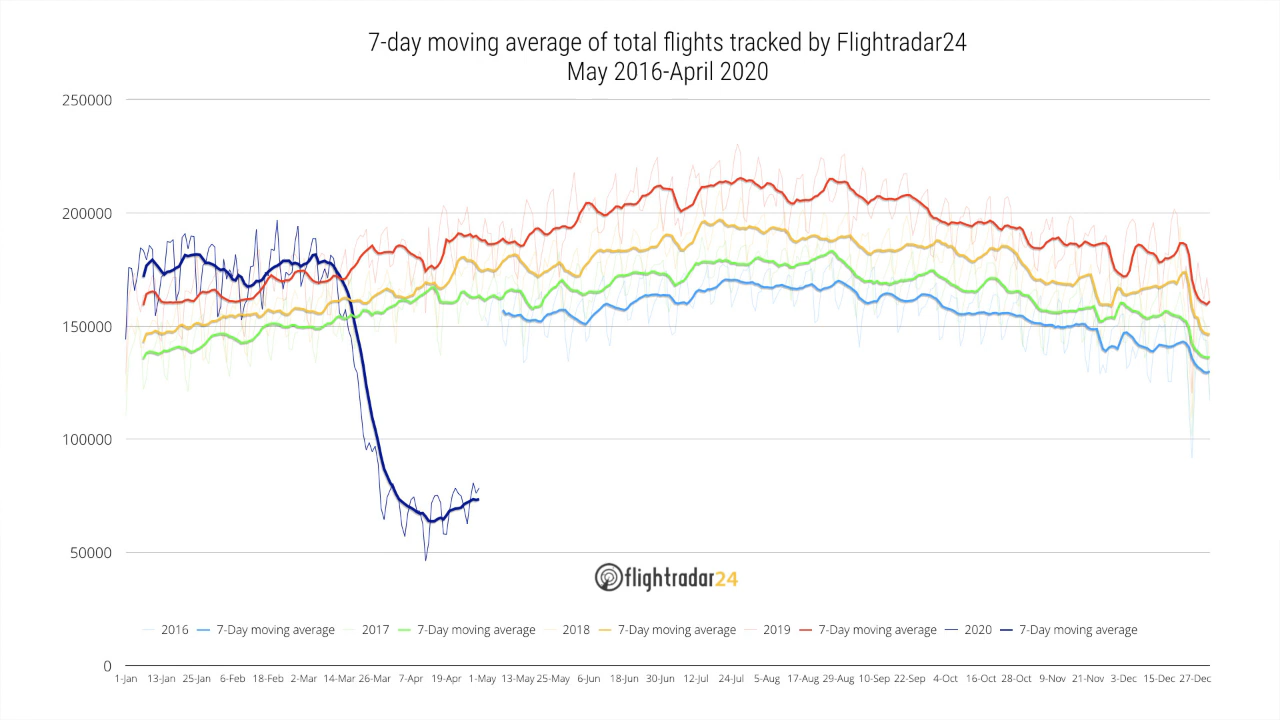 7-day moving average of total flights tracked by Flightradar24
May 2016-April 2020
250000
200000
150000
100000
50000
0
flightradar24
2016 7-Day moving average 2017 7-Day moving average 2018 7-Day moving average 2019 7-Day moving average 2020 7-Day moving average
1-Jan 13-Jan 25-Jan 6-Feb 18-Feb 2-Mar 14-Mar 26-Mar 7-Apr 19-Apr 1-May 13-May 25-May 6-Jun 18-Jun 30-Jun 12-Jul 24-Jul 5-Aug 17-Aug 29-Aug 10-Sep 22-Sep 4-Oct 16-Oct 28-Oct 9-Nov 21-Nov 3-Dec 15-Dec 27-Dec